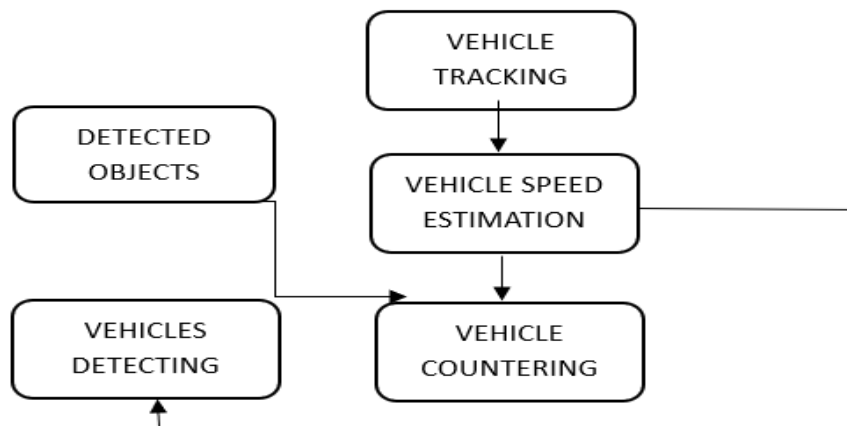 VEHICLE
TRACKING
DETECTED
OBJECTS
VEHICLE SPEED
ESTIMATION
VEHICLES
DETECTING
VEHICLE
COUNTERING